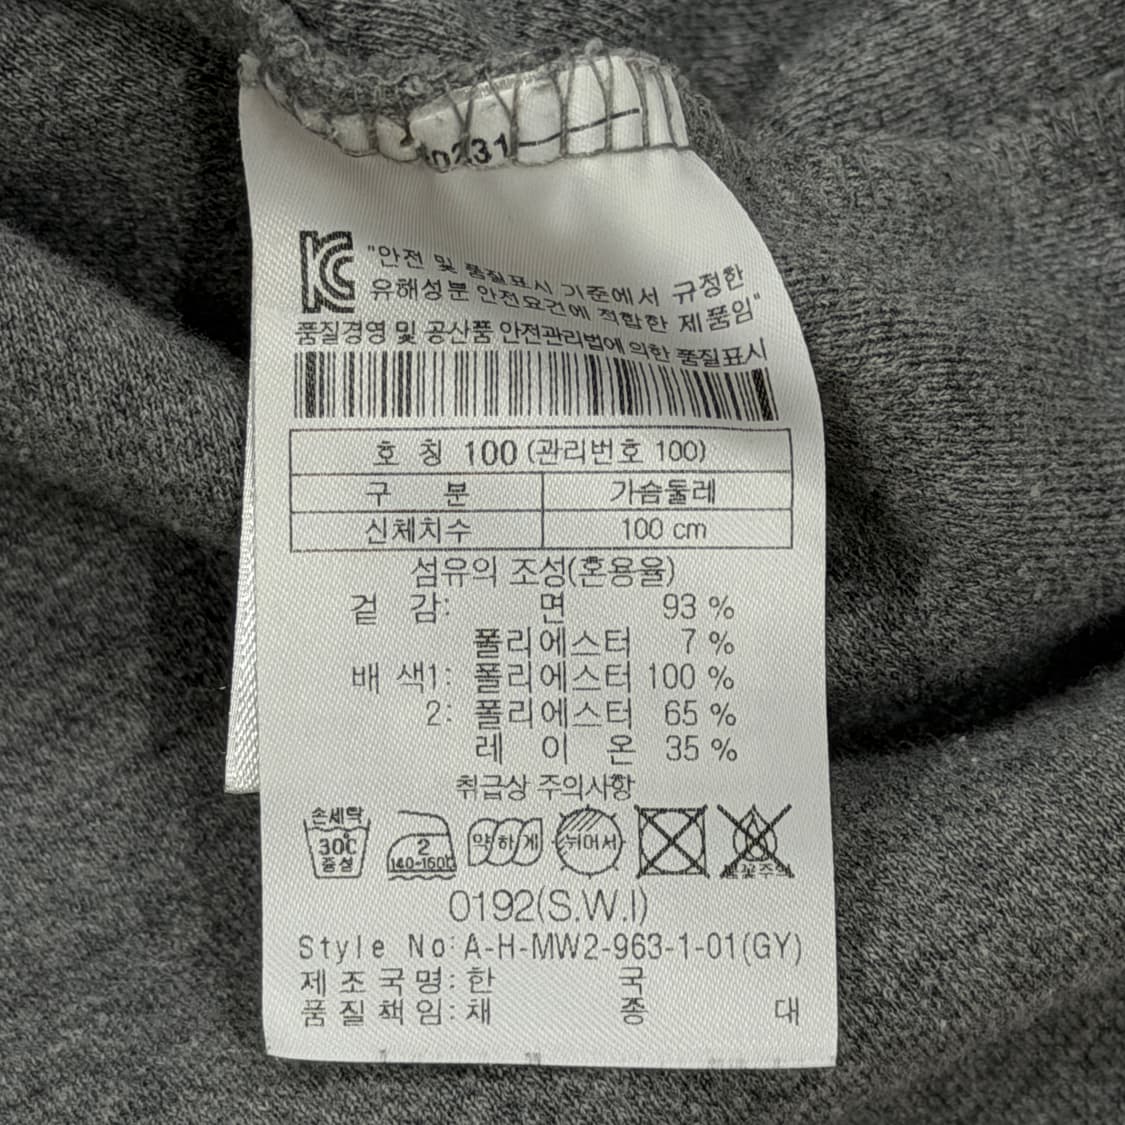 0231
KC
"안전 및 품질표시 기준에서 규정한
유해성분 안전요건에 적합한 제품임"
품질경영 및 공산품 안전관리법에 의한 품질표시
호 칭 100 (관리번호 100)
구 분 가슴둘레
신체치수 100 cm
섬유의 조성(혼용율)
겉 감: 면 93 %
폴리에스터 7 %
배 색1: 폴리에스터 100 %
2: 폴리에스터 65 %
레 이 온 35 %
취급상 주의사항
손세탁
30℃
중성
2
140-160℃
약하게
뉘어서
불꽃주의
0192(S.W.I)
Style No: A-H-MW2-963-1-01(GY)
제조국명: 한 국
품질책임: 채 종 대